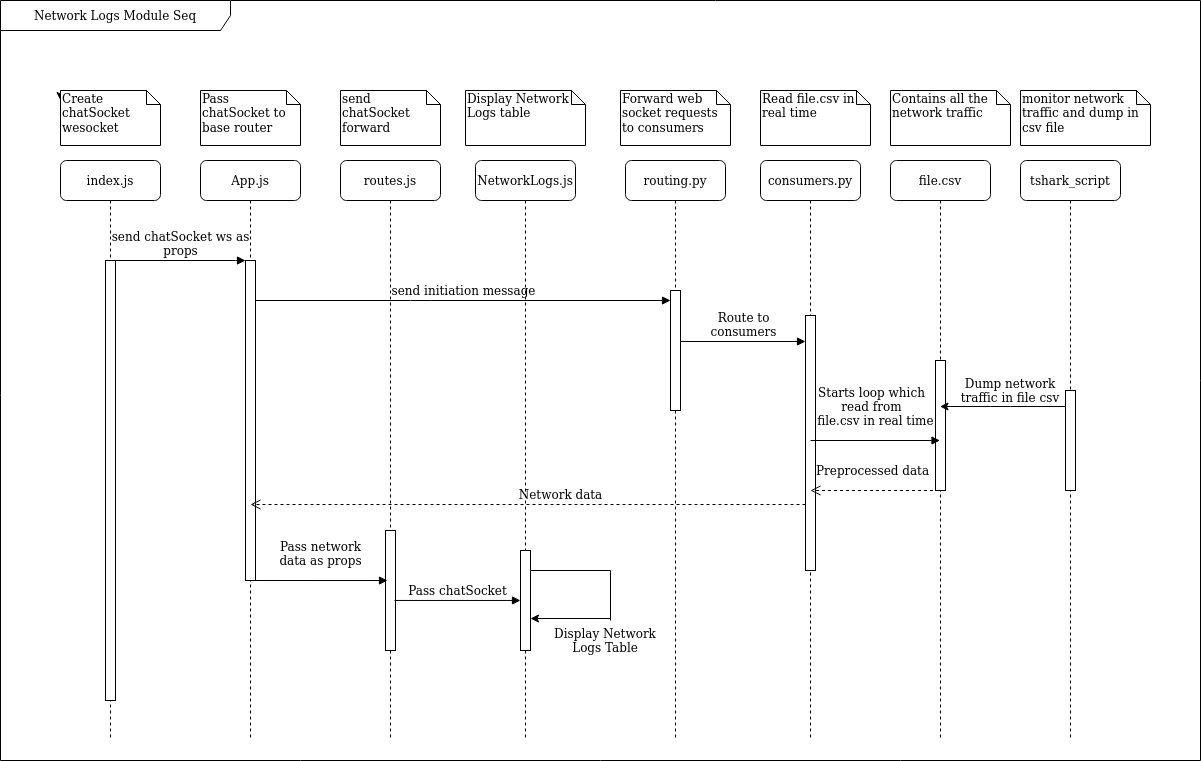 Network Logs Module Seq
Create
chatSocket
wesocket
Pass
chatSocket to
base router
send
chatSocket
forward
Display Network
Logs table
Forward web
socket requests
to consumers
Read file.csv in
real time
Contains all the
network traffic
monitor network
traffic and dump in
csv file
index.js
App.js
routes.js
NetworkLogs.js
routing.py
consumers.py
file.csv
tshark_script
send chatSocket ws as
props
send initiation message
Route to
consumers
Dump network
traffic in file csv
Starts loop which
read from
file.csv in real time
Preprocessed data
Network data
Pass network
data as props
Pass chatSocket
Display Network
Logs Table